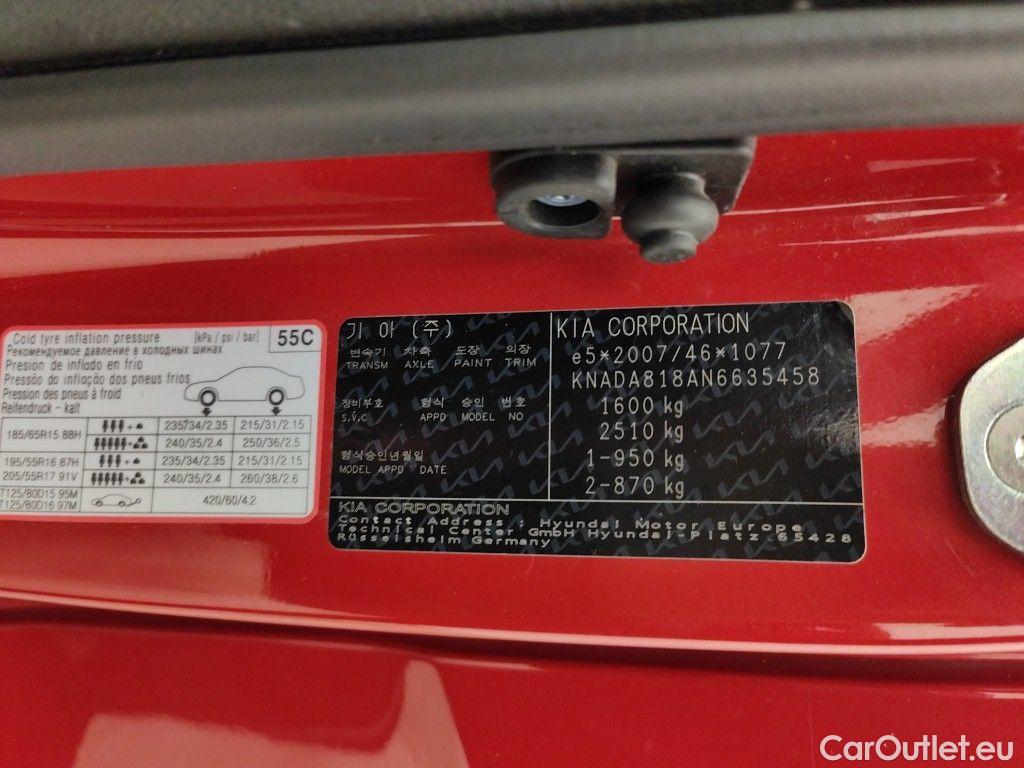 Cold tyre inflation pressure [kPa / psi / bar] 55C
Рекомендуемое давление в холодных шинах
Presion de inflado en frio
Pressão da inflação dos pneus frios
Pression des pneus à froid
Reifendruck - kalt
185/65R15 88H 235/34/2.35 215/31/2.15
240/35/2.4 250/36/2.5
195/55R16 87H 235/34/2.35 215/31/2.15
205/55R17 91V 240/35/2.4 260/38/2.6
T125/80D15 95M 420/60/4.2
T125/80D16 97M
기아 (주)
변속기 차축 도장 의장
TRANSM AXLE PAINT TRIM
정비부호 형식 승인 번호
S.V.C APPD MODEL NO
형식승인년월일
MODEL APPD DATE
KIA CORPORATION
e5*2007/46*1077
KNADA818AN6635458
1600 kg
2510 kg
1-950 kg
2-870 kg
KIA CORPORATION
Contact Address : Hyundai Motor Europe
Technical Center GmbH Hyundai-Platz 65428
Rüsselsheim Germany
CarOutlet.eu